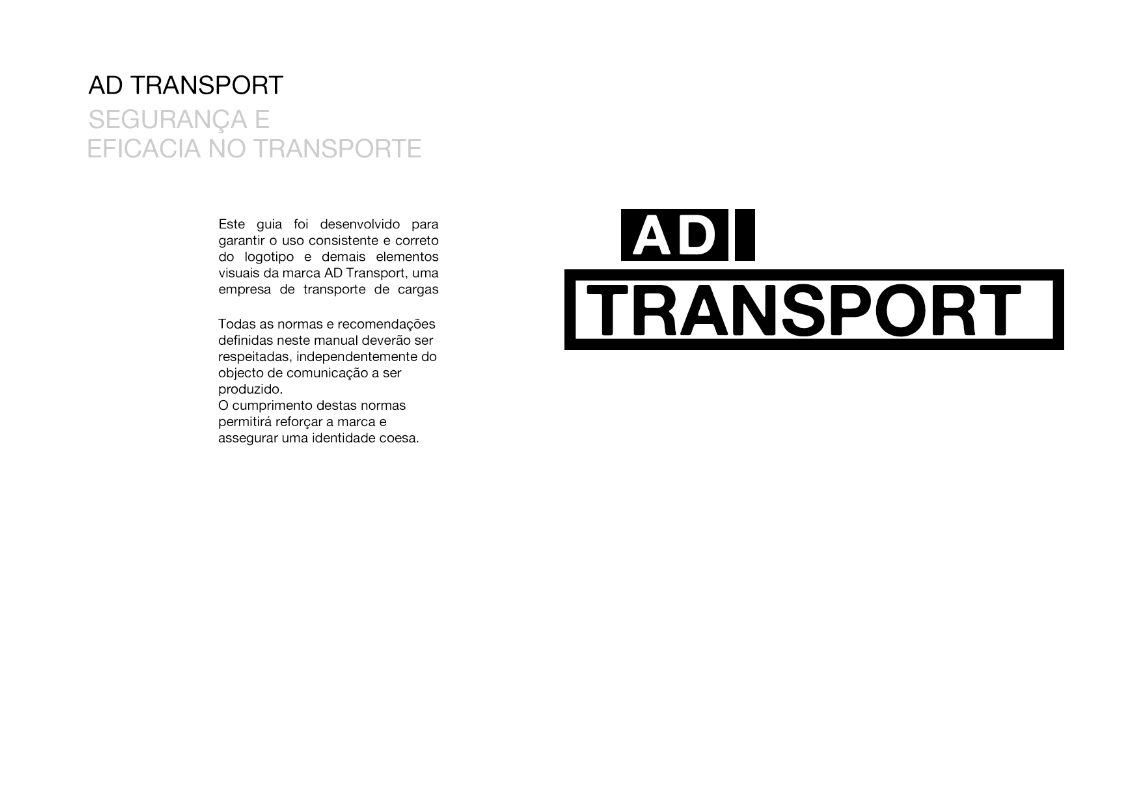 AD TRANSPORT
SEGURANÇA E
EFICACIA NO TRANSPORTE
Este guia foi desenvolvido para
garantir o uso consistente e correto
do logotipo e demais elementos
visuais da marca AD Transport, uma
empresa de transporte de cargas
Todas as normas e recomendações
definidas neste manual deverão ser
respeitadas, independentemente do
objecto de comunicação a ser
produzido.
O cumprimento destas normas
permitirá reforçar a marca e
assegurar uma identidade coesa.
AD
TRANSPORT